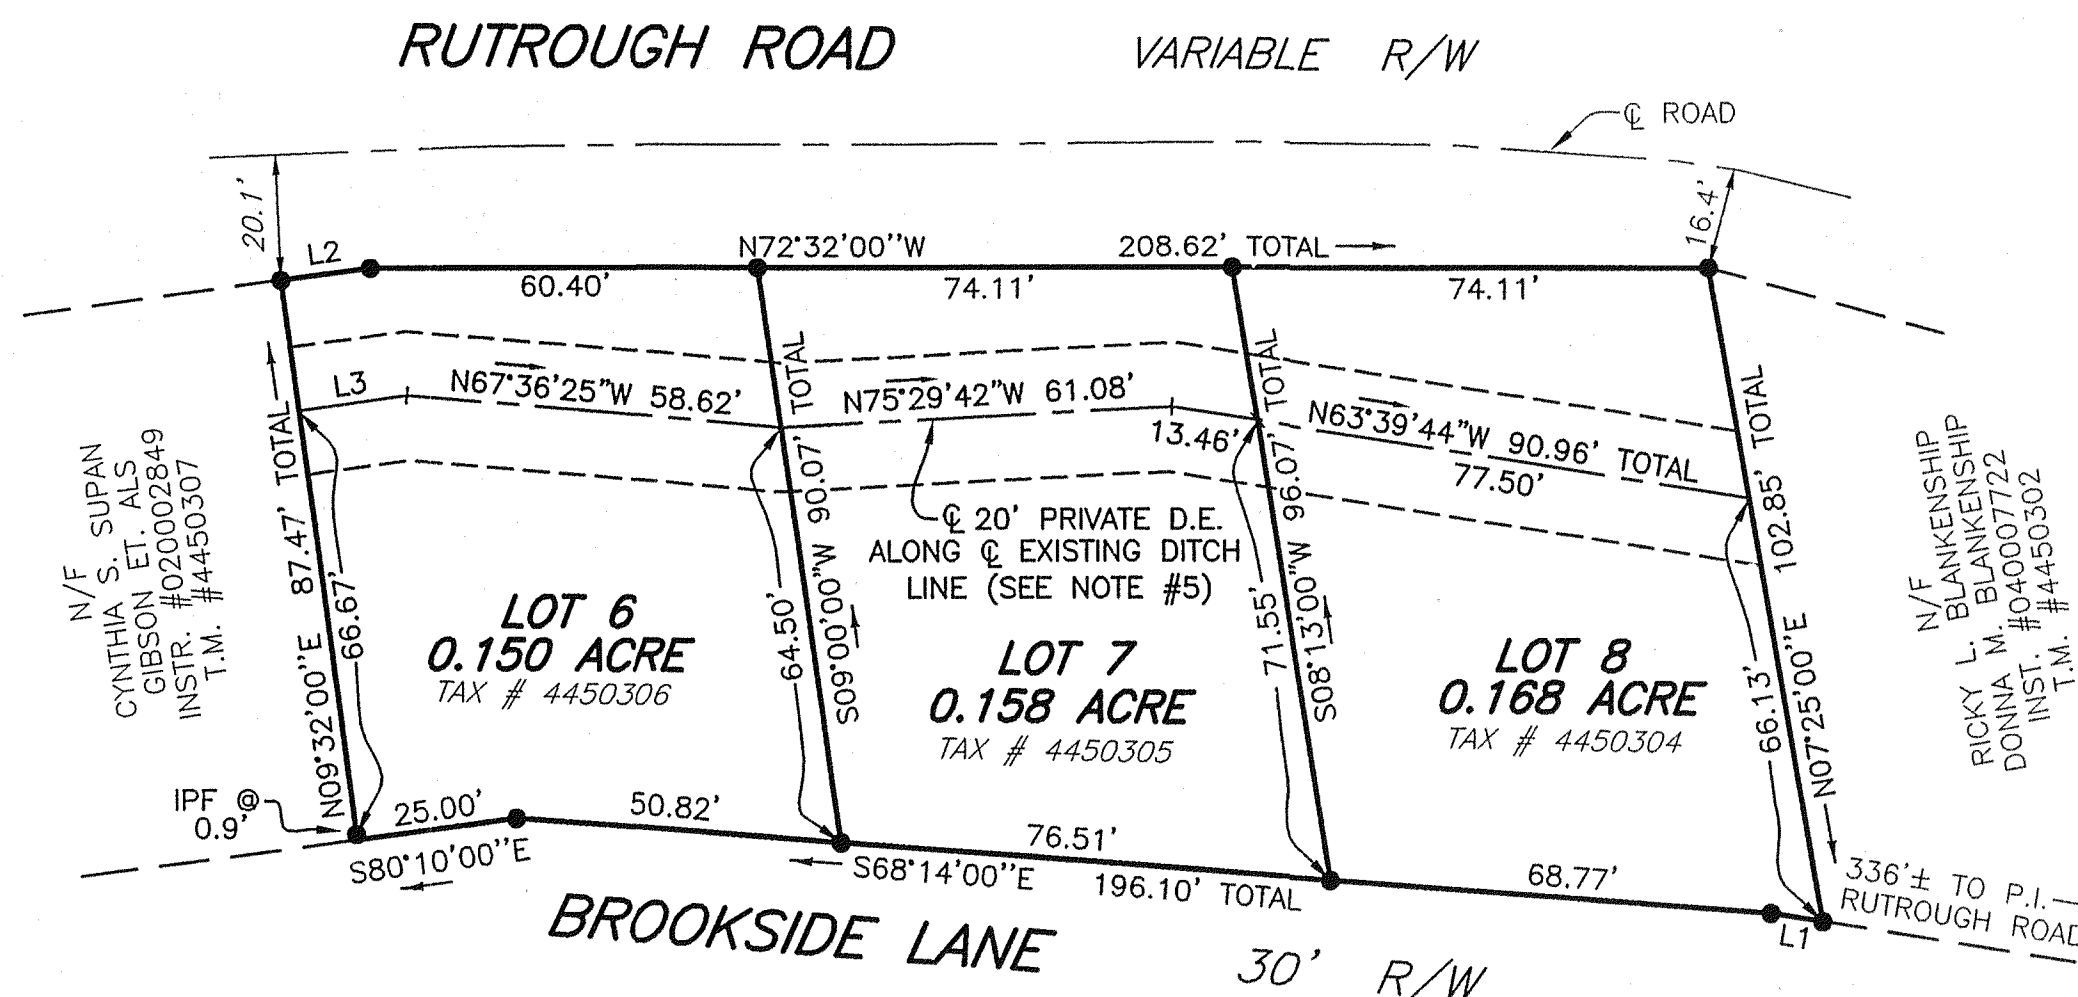 RUTROUGH ROAD
VARIABLE R/W
℄ ROAD
20.1'
16.4'
L2
N72°32'00''W
208.62' TOTAL
60.40'
74.11'
74.11'
L3
N67°36'25"W 58.62'
N75°29'42"W 61.08'
13.46'
N63°39'44"W 90.96' TOTAL
77.50'
℄ 20' PRIVATE D.E.
ALONG ℄ EXISTING DITCH
LINE (SEE NOTE #5)
N09°32'00''E 87.47' TOTAL
66.67'
S09°00'00"W 90.07' TOTAL
64.50'
S08°13'00"W 96.07' TOTAL
71.55'
N07°25'00''E 102.85' TOTAL
66.13'
N/F
CYNTHIA S. SUPAN
GIBSON ET. ALS
INSTR. #020002849
T.M. #4450307
LOT 6
0.150 ACRE
TAX # 4450306
LOT 7
0.158 ACRE
TAX # 4450305
LOT 8
0.168 ACRE
TAX # 4450304
N/F
RICKY L. BLANKENSHIP
DONNA M. BLANKENSHIP
INST. #040007722
T.M. #4450302
IPF @
0.9'
25.00'
50.82'
76.51'
68.77'
S80°10'00''E
S68°14'00''E
196.10' TOTAL
L1
336'± TO P.I.
RUTROUGH ROAD
BROOKSIDE LANE
30' R/W